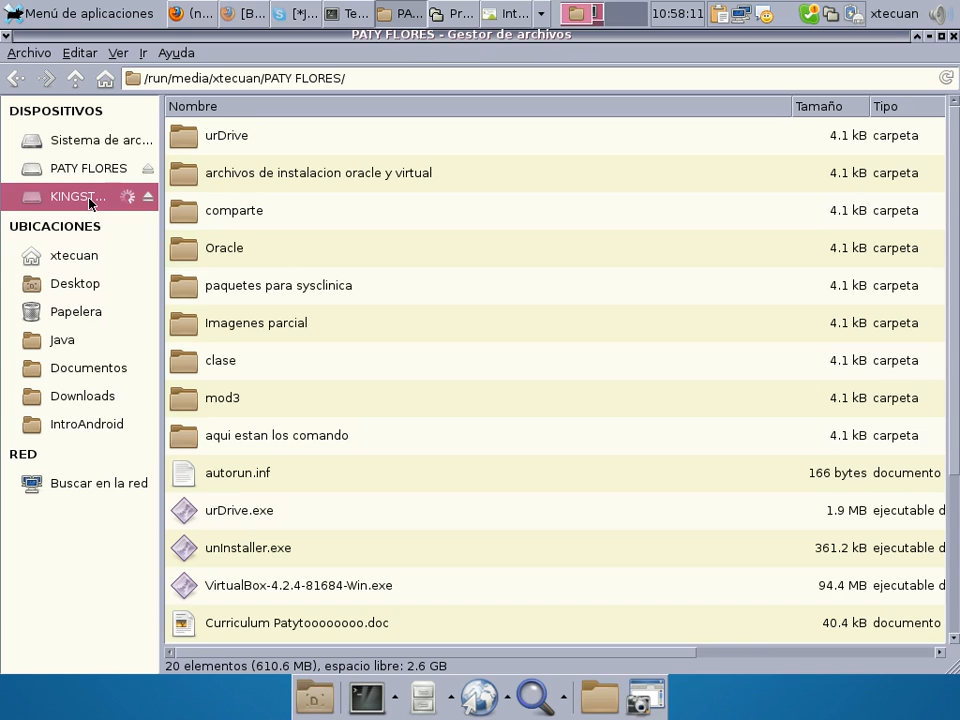 Menú de aplicaciones
(n...
[B...
[*J...
Te...
PA...
Pr...
Int...
10:58:11
xtecuan
PATY FLORES - Gestor de archivos
Archivo Editar Ver Ir Ayuda
/run/media/xtecuan/PATY FLORES/
DISPOSITIVOS
Sistema de arc...
PATY FLORES
KINGST...
UBICACIONES
xtecuan
Desktop
Papelera
Java
Documentos
Downloads
IntroAndroid
RED
Buscar en la red
Nombre Tamaño Tipo
urDrive 4.1 kB carpeta
archivos de instalacion oracle y virtual 4.1 kB carpeta
comparte 4.1 kB carpeta
Oracle 4.1 kB carpeta
paquetes para sysclinica 4.1 kB carpeta
Imagenes parcial 4.1 kB carpeta
clase 4.1 kB carpeta
mod3 4.1 kB carpeta
aqui estan los comando 4.1 kB carpeta
autorun.inf 166 bytes documento
urDrive.exe 1.9 MB ejecutable d
unInstaller.exe 361.2 kB ejecutable d
VirtualBox-4.2.4-81684-Win.exe 94.4 MB ejecutable d
Curriculum Patytoooooooo.doc 40.4 kB documento
20 elementos (610.6 MB), espacio libre: 2.6 GB